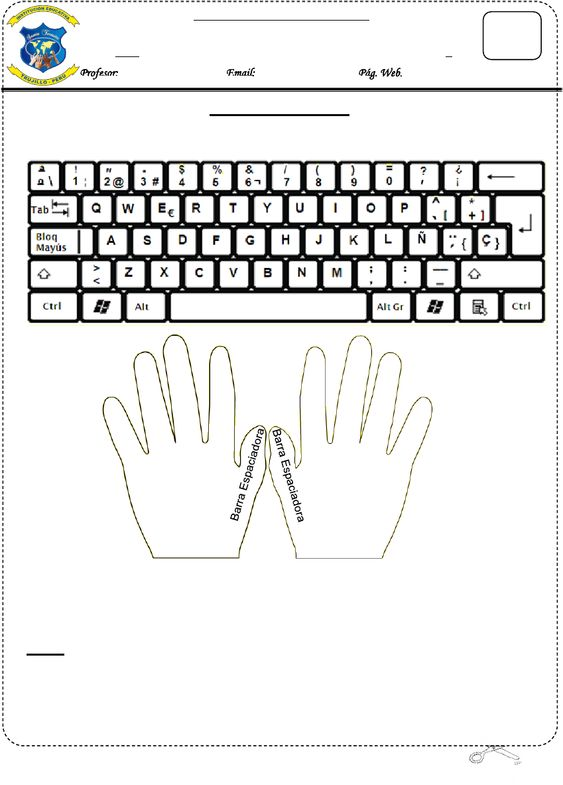 INSTITUCIÓN EDUCATIVA
TRUJILLO - PERÚ
Profesor: Email: Pág. Web.
ª ! " · $ % & / ( ) = ? ¿
º \ 1 ¦ 2 @ 3 # 4 5 6 ¬ 7 8 9 0 ' ¡
Tab Q W E € R T Y U I O P ^ ` [ * + ]
Bloq Mayús A S D F G H J K L Ñ ¨ ´ { Ç }
> < Z X C V B N M ; , : . _ -
Ctrl Alt Alt Gr Ctrl
Barra Espaciadora
Barra Espaciadora